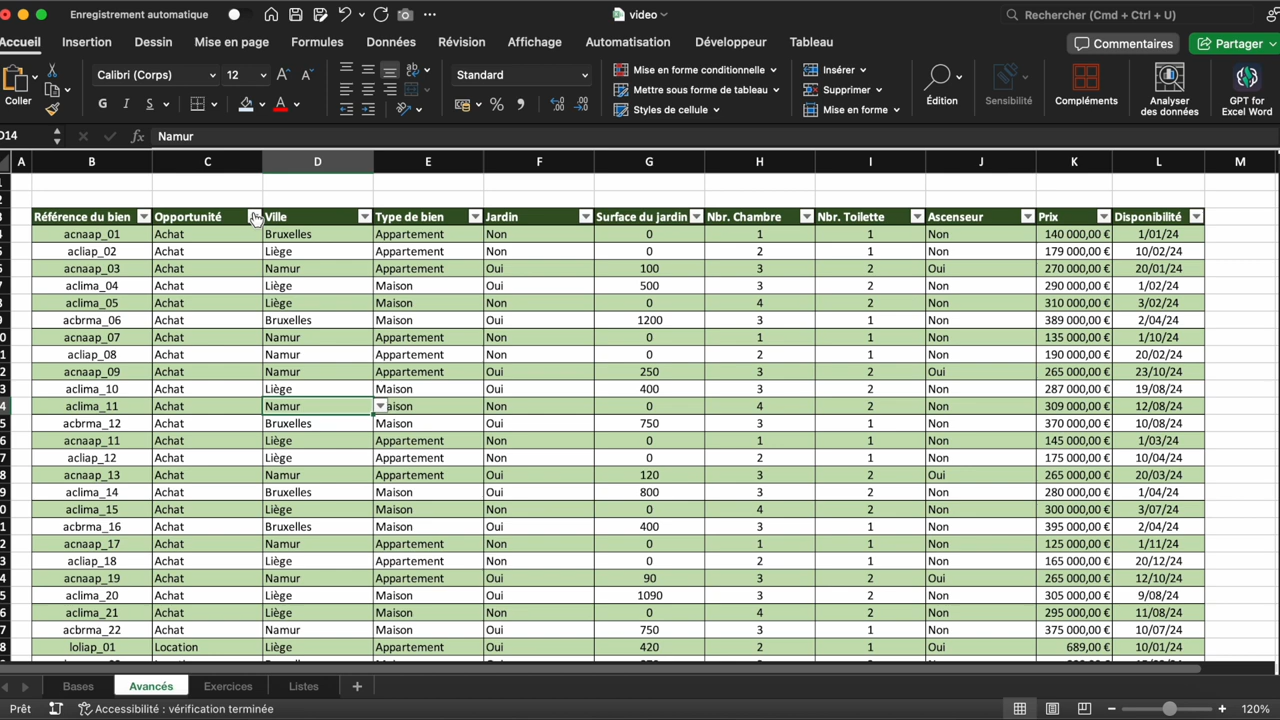 Enregistrement automatique video Rechercher (Cmd + Ctrl + U)
Accueil Insertion Dessin Mise en page Formules Données Révision Affichage Automatisation Développeur Tableau Commentaires Partager
Coller Calibri (Corps) 12 Standard Mise en forme conditionnelle Insérer Édition Sensibilité Compléments Analyser des données GPT for Excel Word
G I S % Mettre sous forme de tableau Supprimer
Styles de cellule Mise en forme
D14 fx Namur
A B C D E F G H I J K L M
Référence du bien Opportunité Ville Type de bien Jardin Surface du jardin Nbr. Chambre Nbr. Toilette Ascenseur Prix Disponibilité
acnaap_01 Achat Bruxelles Appartement Non 0 1 1 Non 140 000,00 € 1/01/24
acliap_02 Achat Liège Appartement Non 0 2 1 Non 179 000,00 € 10/02/24
acnaap_03 Achat Namur Appartement Oui 100 3 2 Oui 270 000,00 € 20/01/24
aclima_04 Achat Liège Maison Oui 500 3 2 Non 290 000,00 € 1/02/24
aclima_05 Achat Liège Maison Non 0 4 2 Non 310 000,00 € 3/02/24
acbrma_06 Achat Bruxelles Maison Oui 1200 3 1 Non 389 000,00 € 2/04/24
acnaap_07 Achat Namur Appartement Non 0 1 1 Non 135 000,00 € 1/10/24
acliap_08 Achat Namur Appartement Non 0 2 1 Non 190 000,00 € 20/02/24
acnaap_09 Achat Namur Appartement Oui 250 3 2 Oui 265 000,00 € 23/10/24
aclima_10 Achat Liège Maison Oui 400 3 2 Non 287 000,00 € 19/08/24
aclima_11 Achat Namur aison Non 0 4 2 Non 309 000,00 € 12/08/24
acbrma_12 Achat Bruxelles Maison Oui 750 3 1 Non 370 000,00 € 10/08/24
acnaap_11 Achat Liège Appartement Non 0 1 1 Non 145 000,00 € 1/03/24
acliap_12 Achat Liège Appartement Non 0 2 1 Non 175 000,00 € 10/04/24
acnaap_13 Achat Namur Appartement Oui 120 3 2 Oui 265 000,00 € 20/03/24
aclima_14 Achat Bruxelles Maison Oui 800 3 2 Non 280 000,00 € 1/04/24
aclima_15 Achat Liège Maison Non 0 4 2 Non 300 000,00 € 3/07/24
acbrma_16 Achat Bruxelles Maison Oui 400 3 1 Non 395 000,00 € 2/04/24
acnaap_17 Achat Namur Appartement Non 0 1 1 Non 125 000,00 € 1/11/24
acliap_18 Achat Liège Appartement Non 0 2 1 Non 165 000,00 € 20/12/24
acnaap_19 Achat Namur Appartement Oui 90 3 2 Oui 265 000,00 € 12/10/24
aclima_20 Achat Liège Maison Oui 1090 3 2 Non 305 000,00 € 9/08/24
aclima_21 Achat Liège Maison Non 0 4 2 Non 295 000,00 € 11/08/24
acbrma_22 Achat Namur Maison Oui 750 3 1 Non 375 000,00 € 10/07/24
loliap_01 Location Liège Appartement Oui 420 2 1 Oui 689,00 € 10/01/24
Bases Avancés Exercices Listes
Prêt Accessibilité : vérification terminée 120%